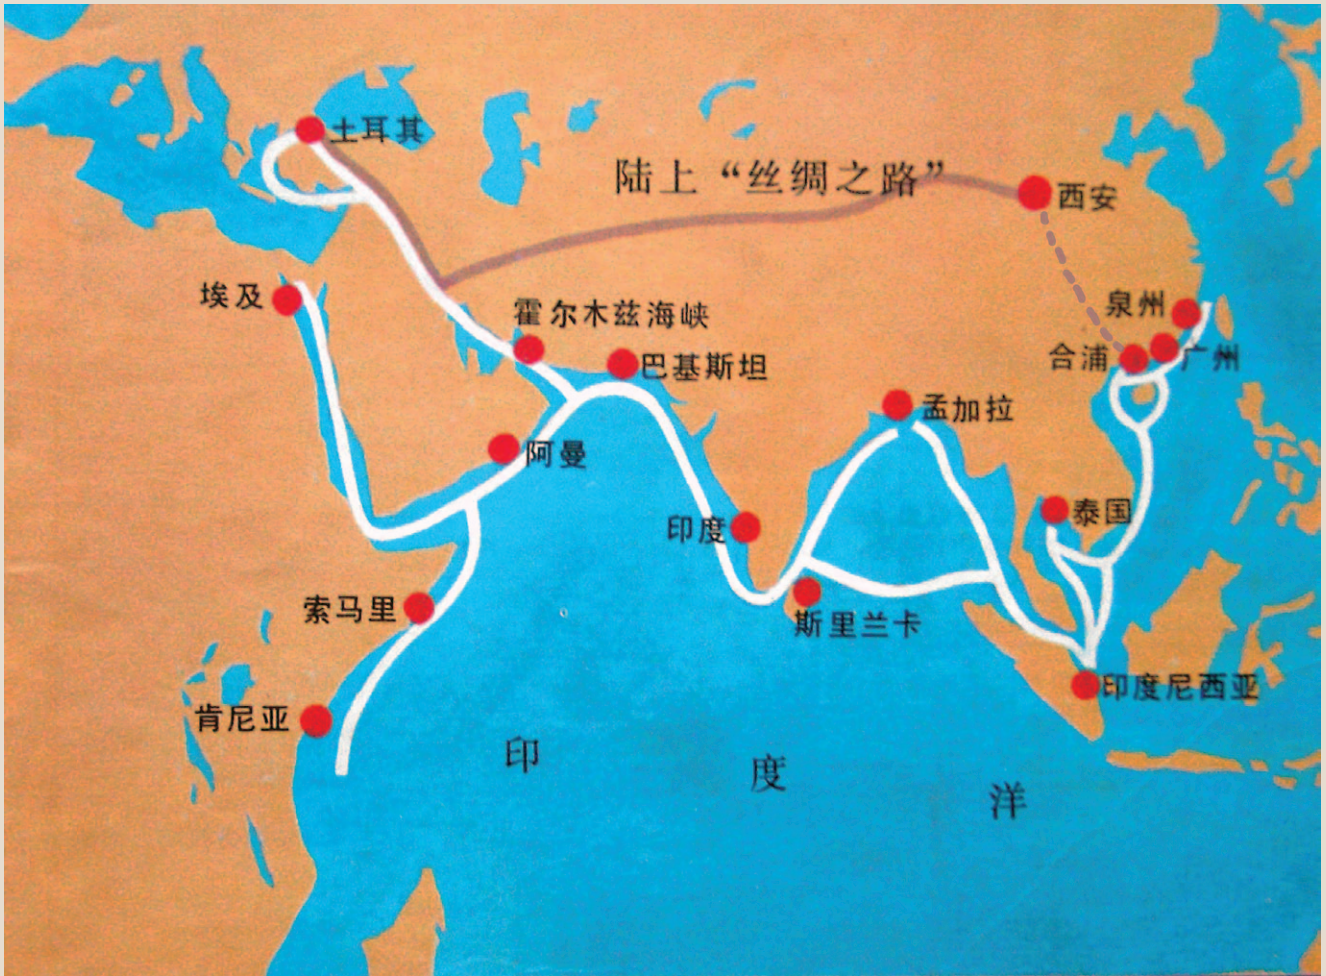 土耳其
陆上“丝绸之路”
西安
埃及
霍尔木兹海峡
泉州
巴基斯坦
合浦
广州
孟加拉
阿曼
印度
泰国
索马里
斯里兰卡
印度尼西亚
肯尼亚
印度洋